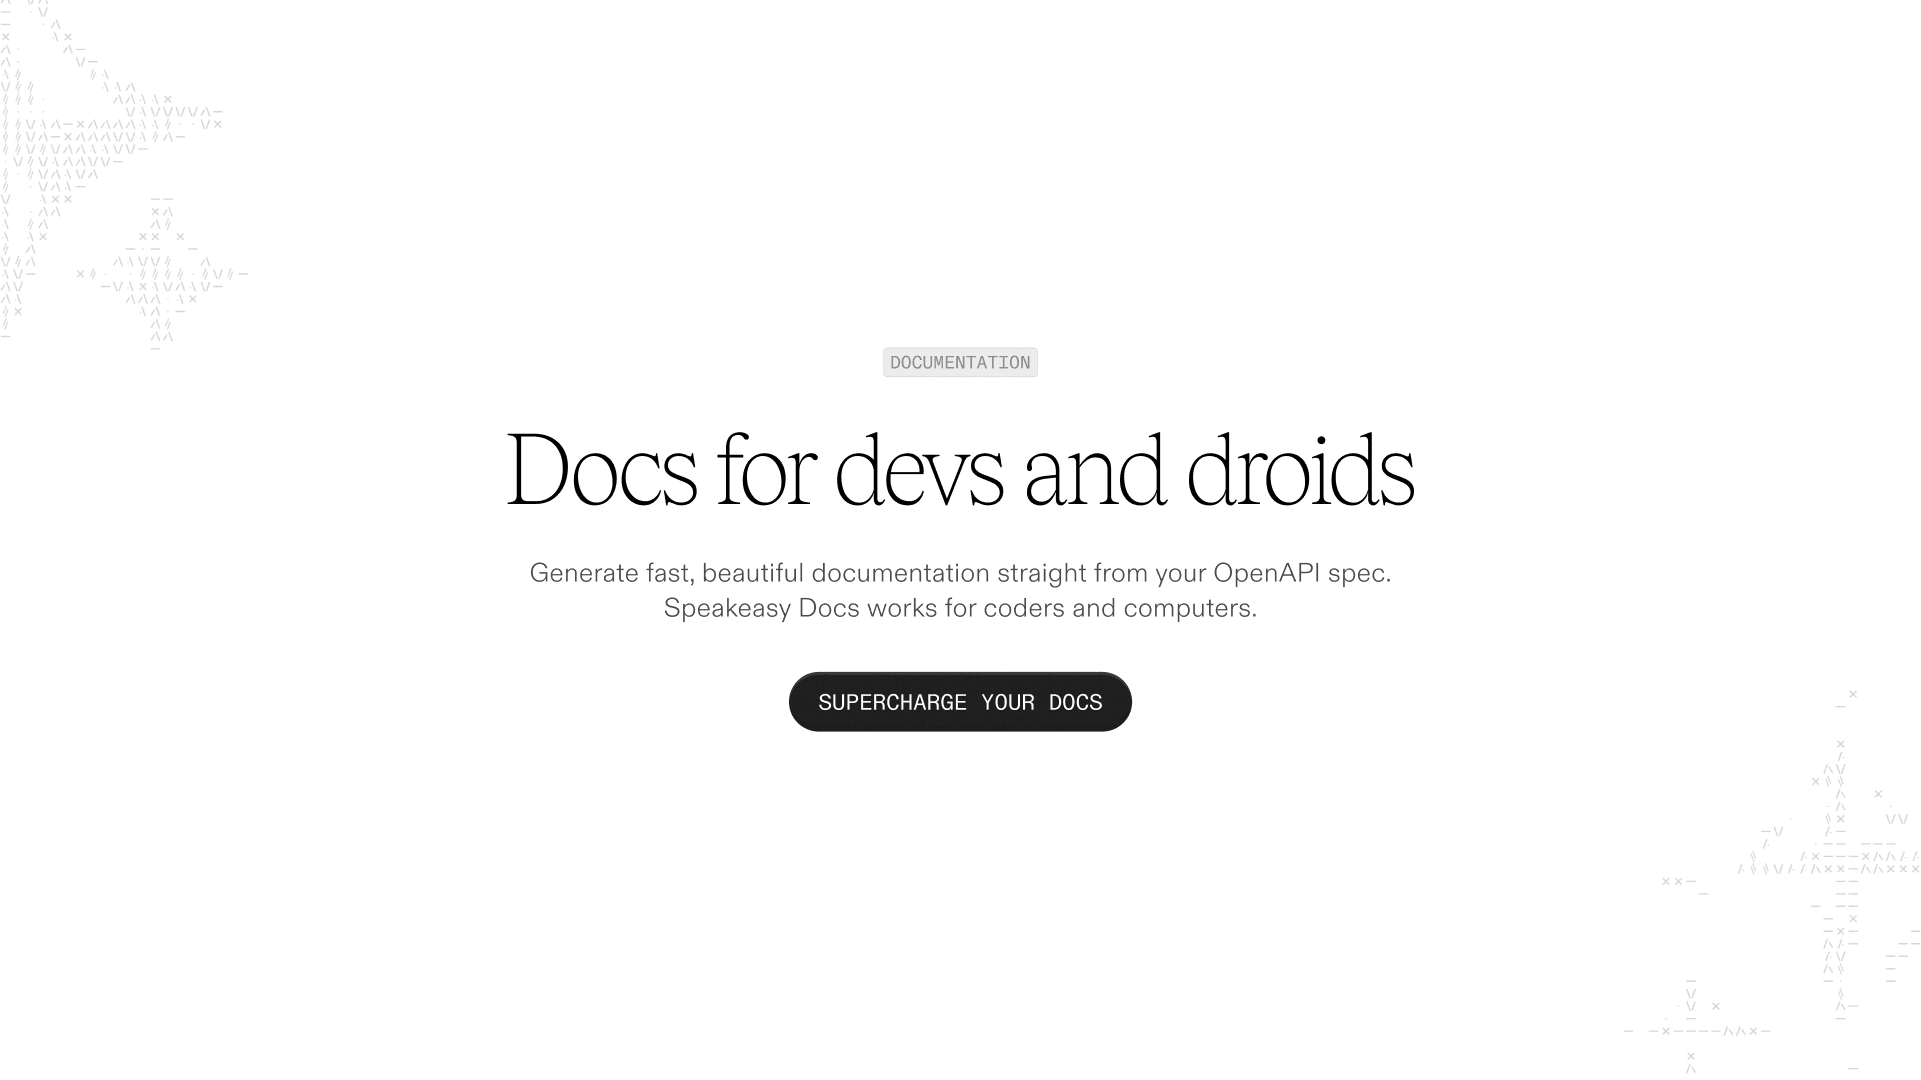 DOCUMENTATION
Docs for devs and droids
Generate fast, beautiful documentation straight from your OpenAPI spec.
Speakeasy Docs works for coders and computers.
SUPERCHARGE YOUR DOCS